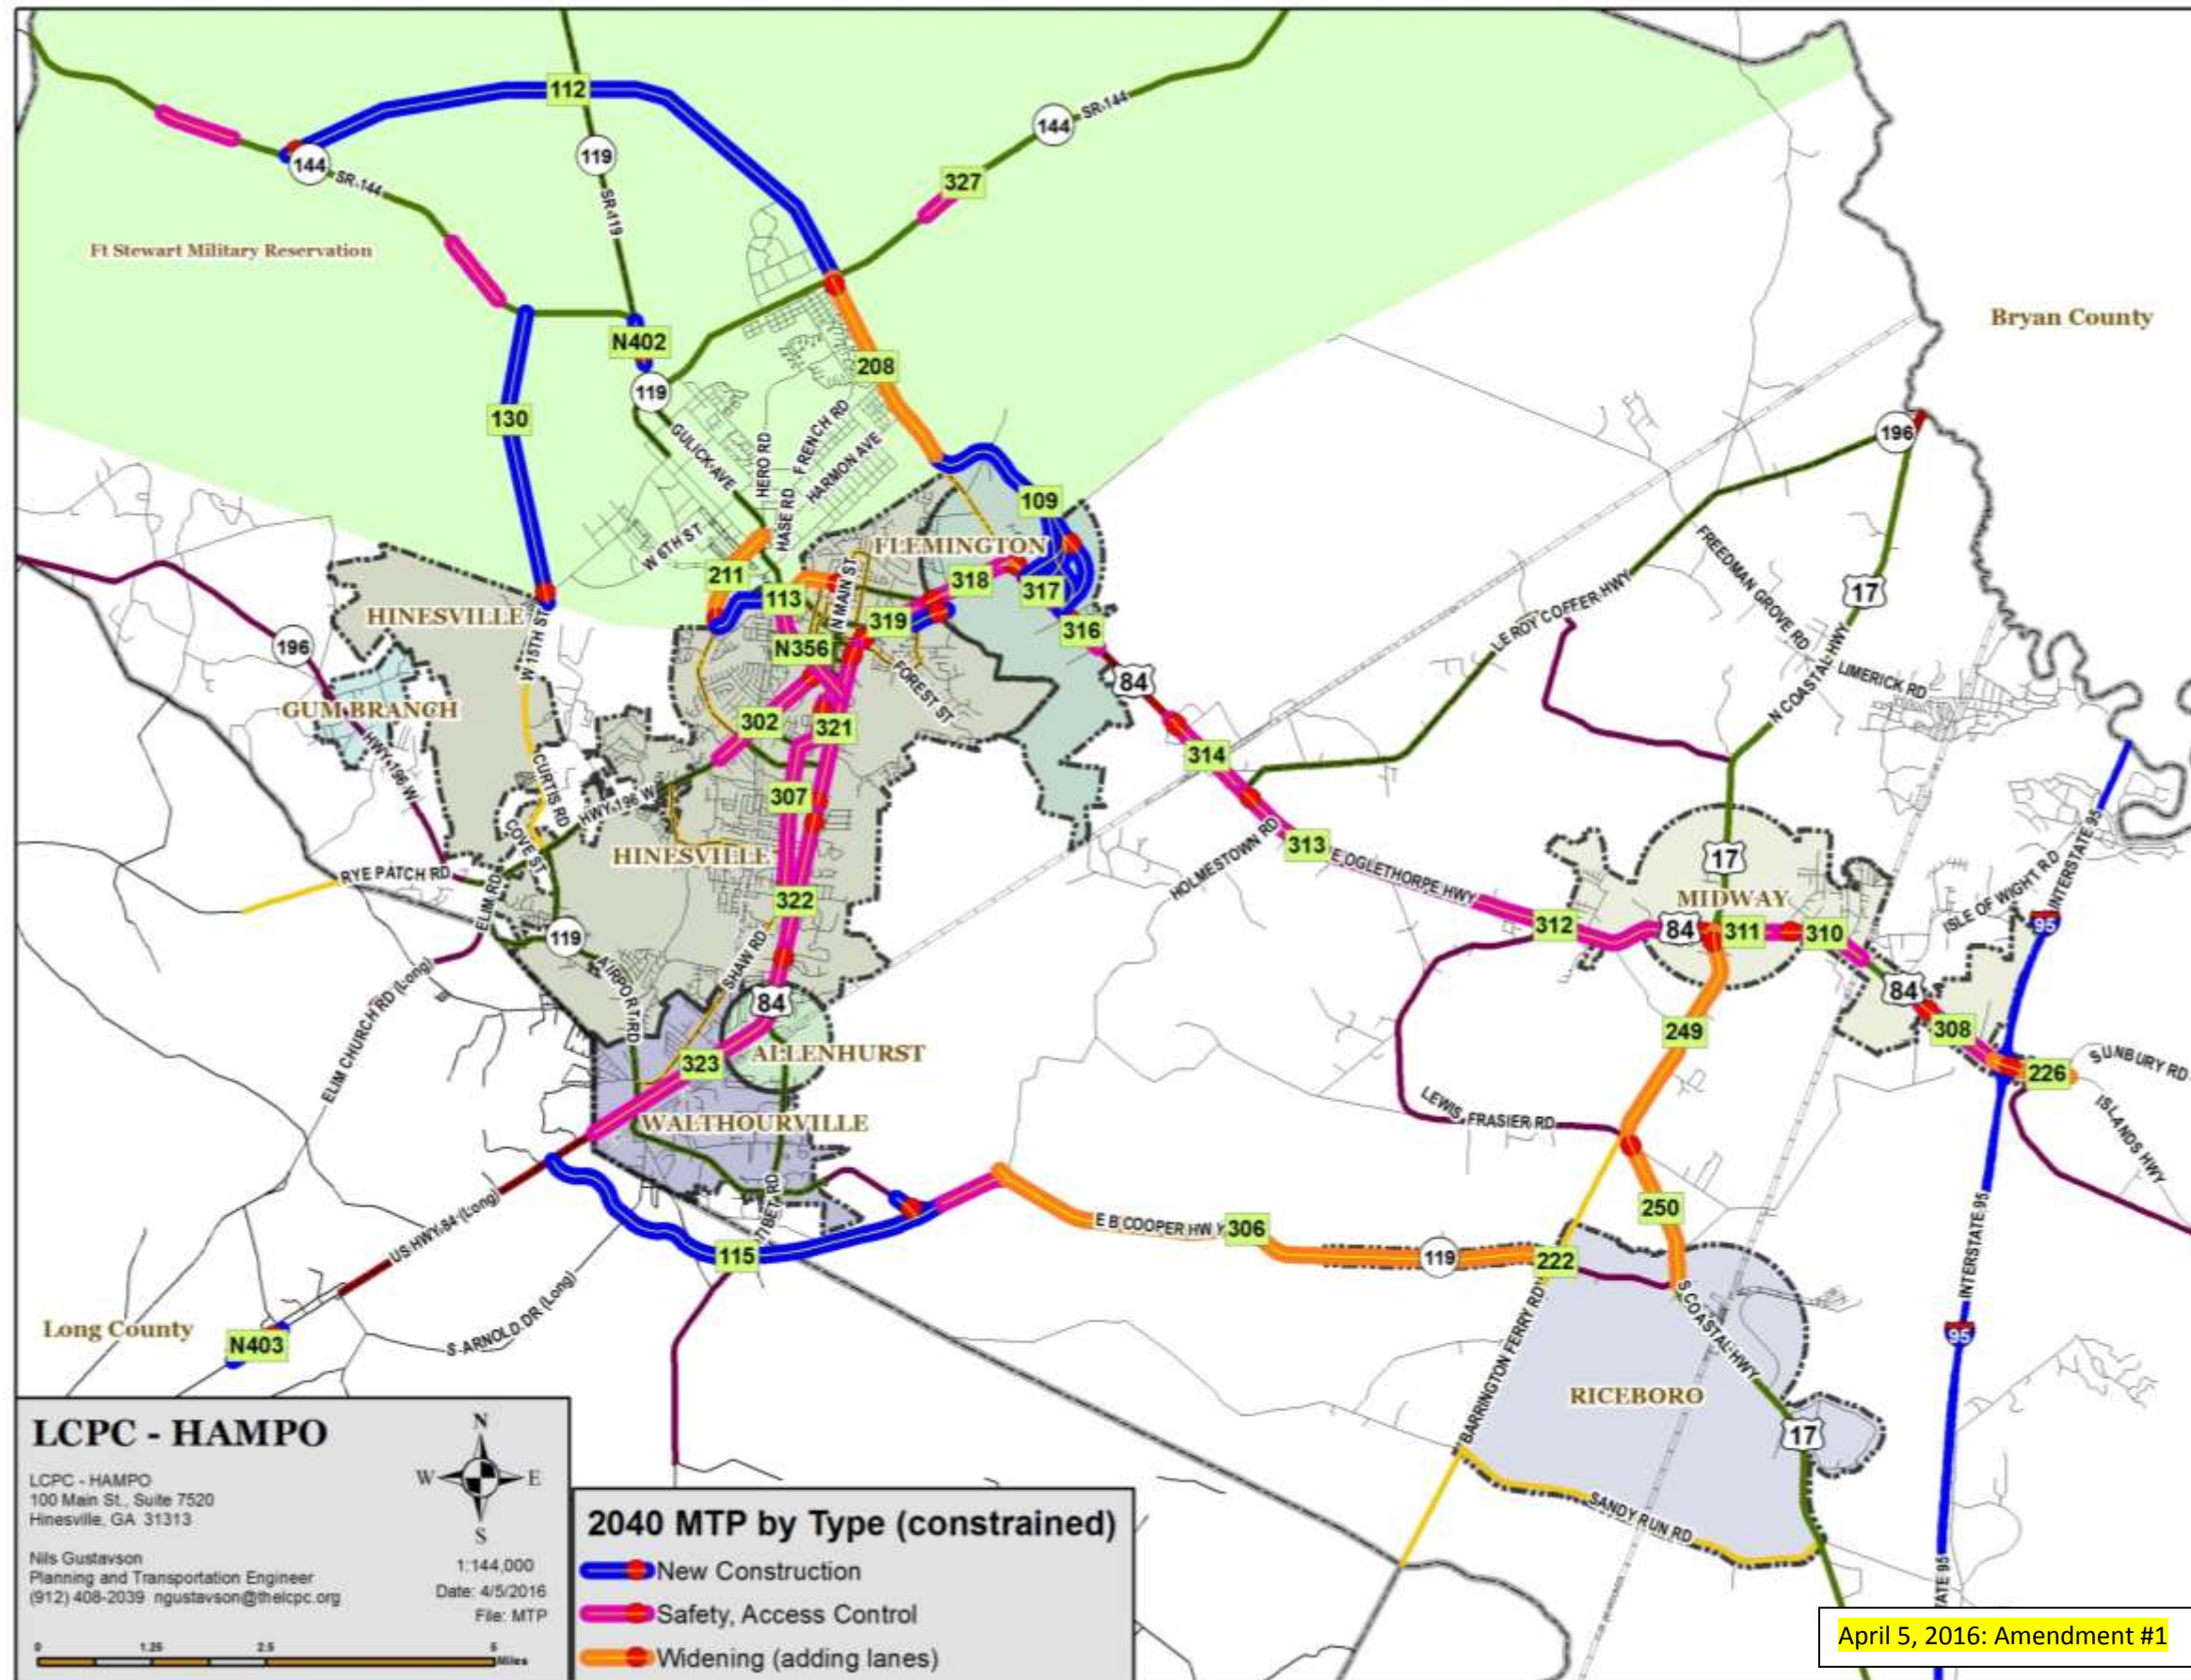 112
144
SR-144
119
SR-119
144
SR-144
327
Ft Stewart Military Reservation
Bryan County
N402
208
119
130
GULICK AVE
HERO RD
F RENCH RD
HARMON AVE
HASE RD
W 6TH ST
196
109
FLEMINGTON
211
318
113
317
N MAIN ST
319
316
HINESVILLE
W 15TH ST
N356
FOREST ST
84
LE ROY COFFER HWY
FREEDMAN GROVE RD
17
LIMERICK RD
N COASTAL HWY
196
GUM BRANCH
HWY 196 W
302
321
314
CURTIS RD
307
HWY 196 W
COVE ST
HINESVILLE
313
HOLMESTOWN RD
E OGLETHORPE HWY
17
MIDWAY
RYE PATCH RD
ELIM RD
322
312
84
311
310
ISLE OF WIGHT RD
INTERSTATE 95
95
119
AIRPORT RD
SHAW RD
84
84
308
ELIM CHURCH RD (Long)
323
ALLENHURST
249
226
SUNBURY RD
ISLANDS HWY
WALTHOURVILLE
LEWIS FRASIER RD
US HWY 84 (Long)
115
E B COOPER HW Y
306
119
222
250
INTERSTATE 95
95
S ARNOLD DR (Long)
Long County
N403
BARRINGTON FERRY RD
S COASTAL HWY
RICEBORO
17
SANDY RUN RD
LCPC - HAMPO
LCPC - HAMPO
100 Main St., Suite 7520
Hinesville, GA 31313
Nils Gustavson
Planning and Transportation Engineer
(912) 408-2039 ngustavson@thelcpc.org
N
W
E
S
1:144,000
Date: 4/5/2016
File: MTP
0 1.25 2.5 5
Miles
2040 MTP by Type (constrained)
New Construction
Safety, Access Control
Widening (adding lanes)
April 5, 2016: Amendment #1